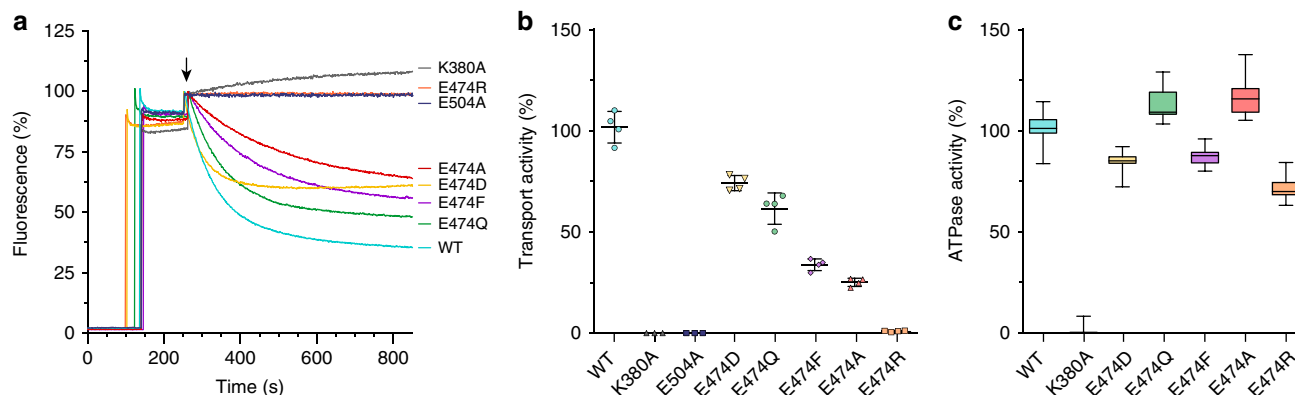 a
Fluorescence (%)
125
100
75
50
25
0
0
200
400
600
800
Time (s)
K380A
E474R
E504A
E474A
E474D
E474F
E474Q
WT
b
Transport activity (%)
100
50
0
WT
K380A
E504A
E474D
E474Q
E474F
E474A
E474R
c
ATPase activity (%)
150
100
50
0
WT
K380A
E474D
E474Q
E474F
E474A
E474R